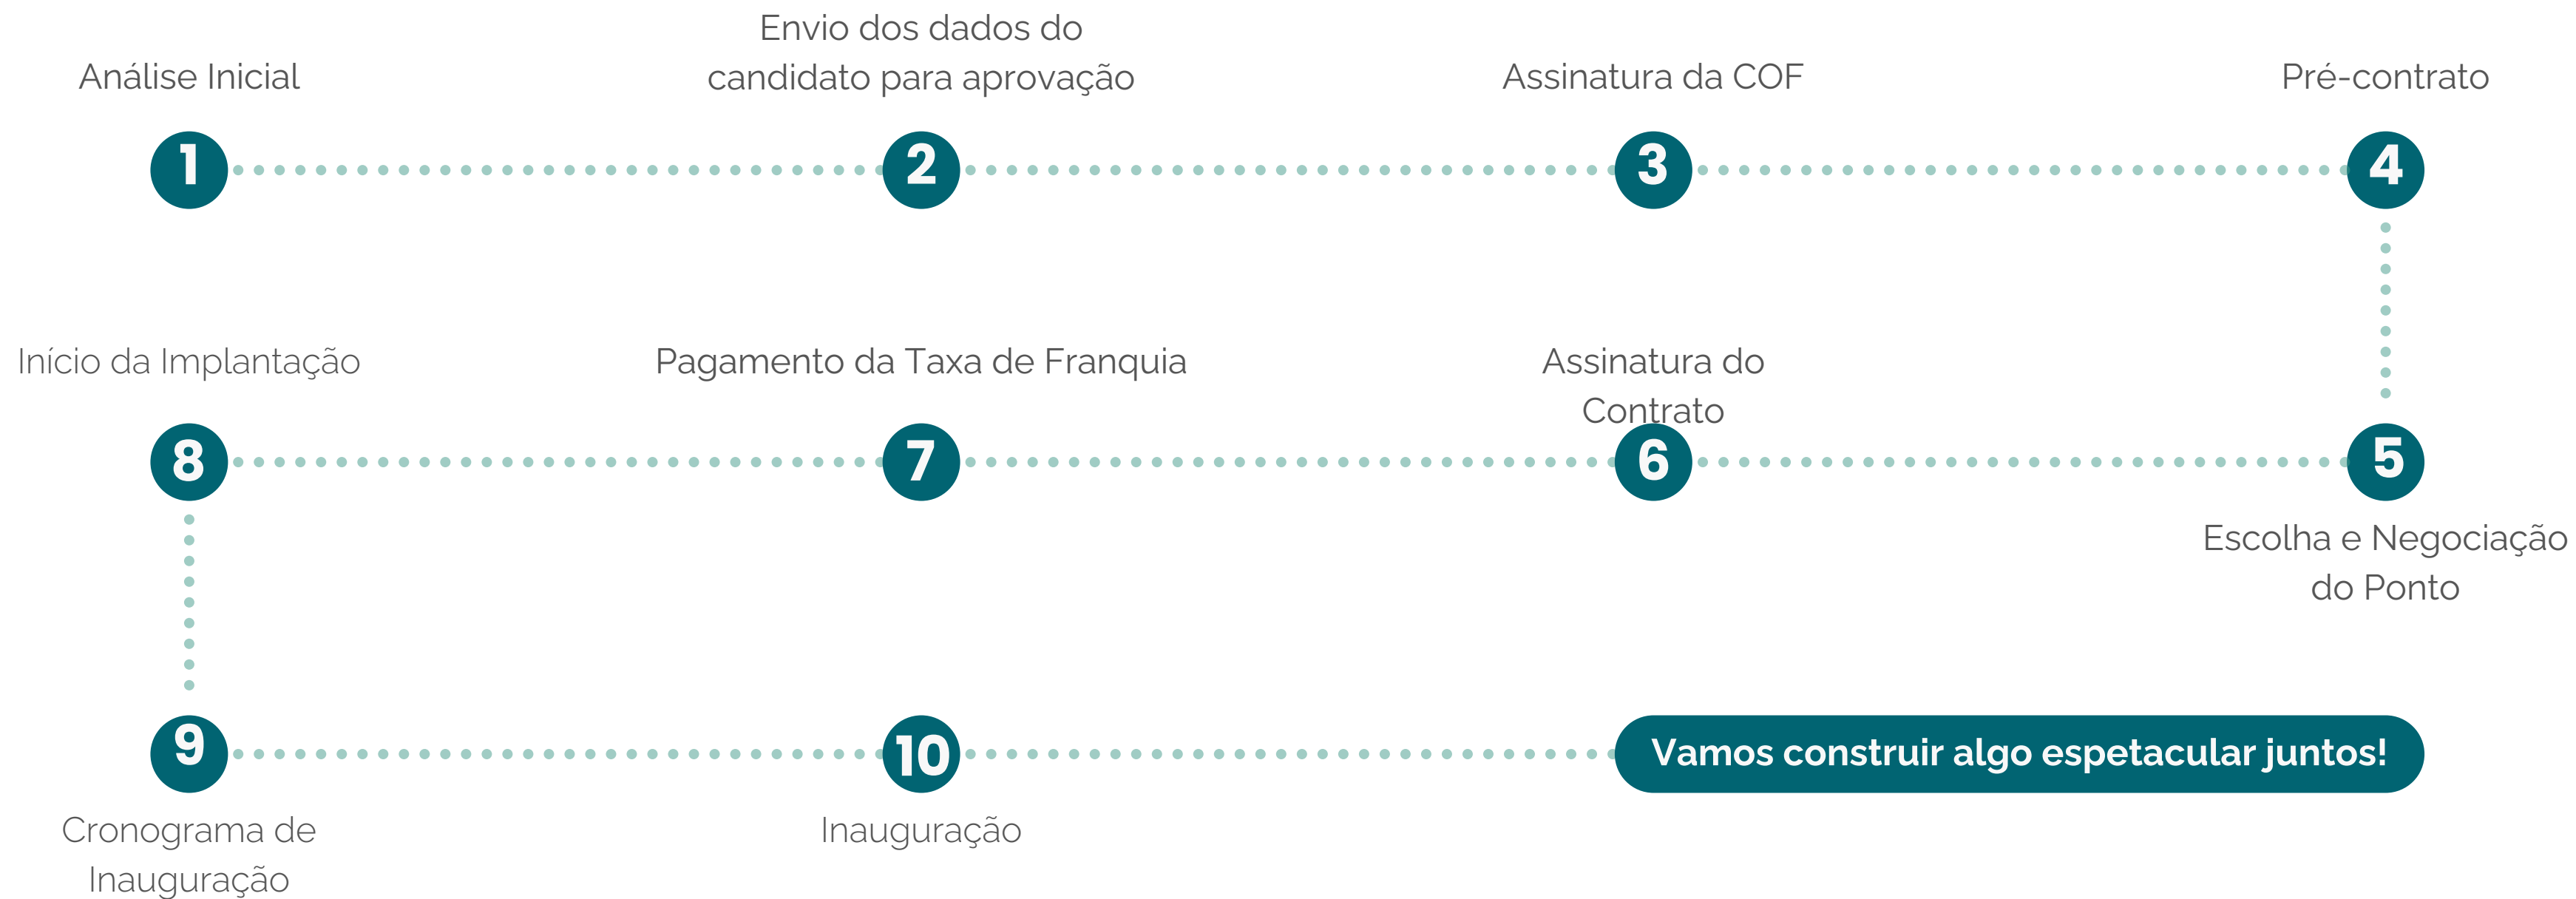 Análise Inicial
Envio dos dados do
candidato para aprovação
Assinatura da COF
Pré-contrato
1
2
3
4
Início da Implantação
Pagamento da Taxa de Franquia
Assinatura do
Contrato
8
7
6
5
Escolha e Negociação
do Ponto
9
10
Vamos construir algo espetacular juntos!
Cronograma de
Inauguração
Inauguração